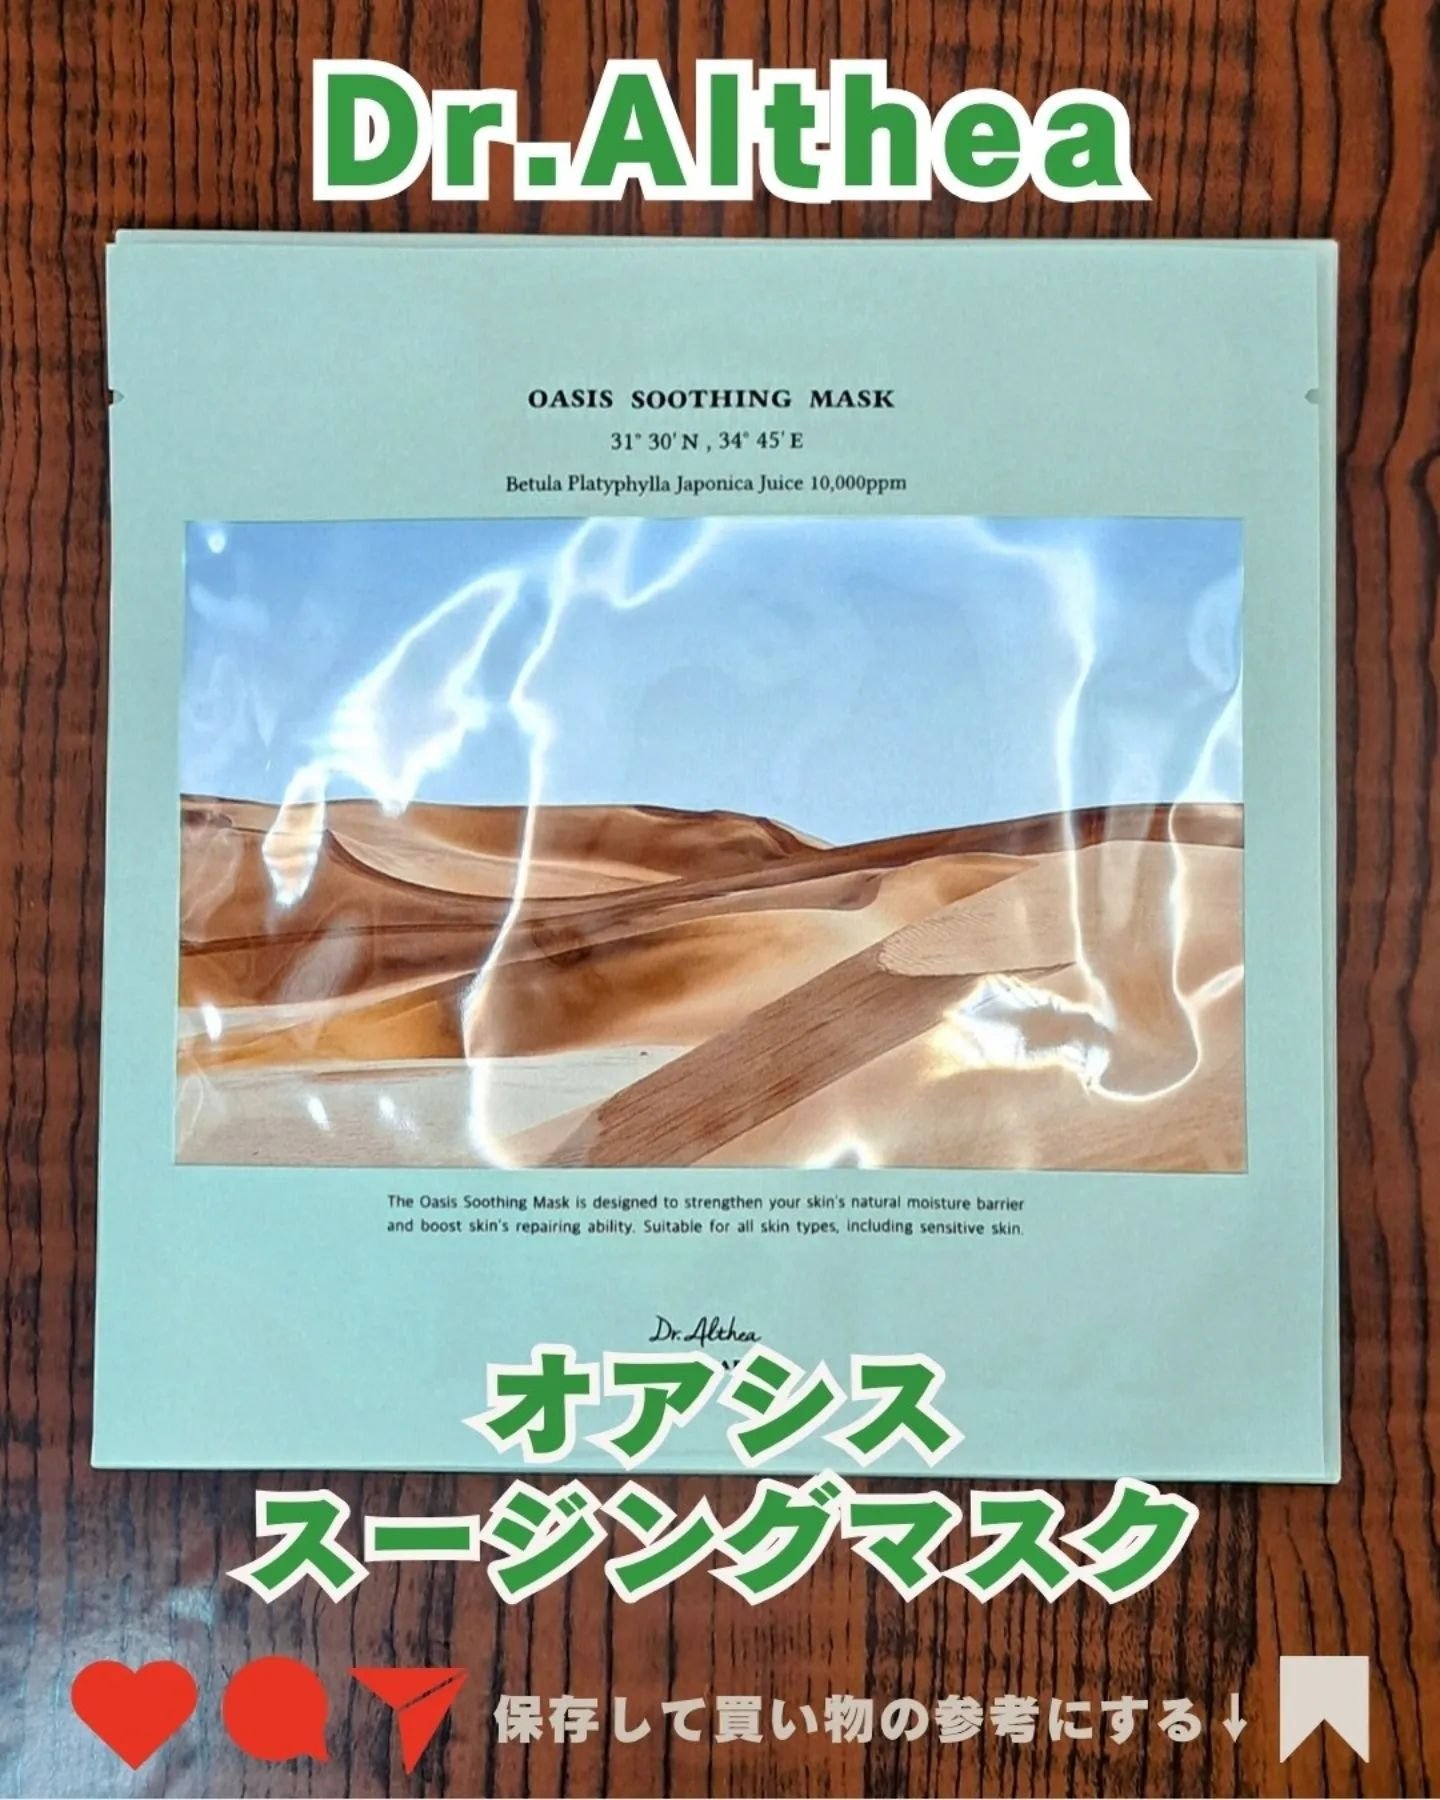 Dr.Althea
OASIS SOOTHING MASK
31° 30' N , 34° 45' E
Betula Platyphylla Japonica Juice 10,000ppm
The Oasis Soothing Mask is designed to strengthen your skin's natural moisture barrier
and boost skin's repairing ability. Suitable for all skin types, including sensitive skin.
Dr.Althea
オアシス
スージングマスク
保存して買い物の参考にする↓